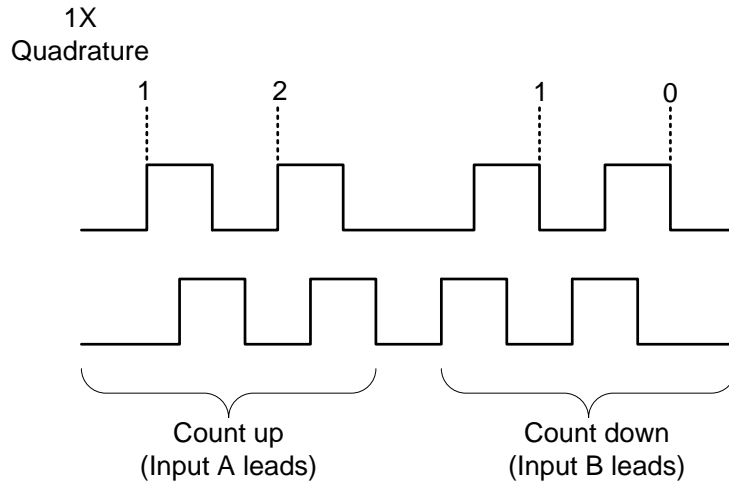 1X
Quadrature
1 2 1 0
Count up
(Input A leads)
Count down
(Input B leads)